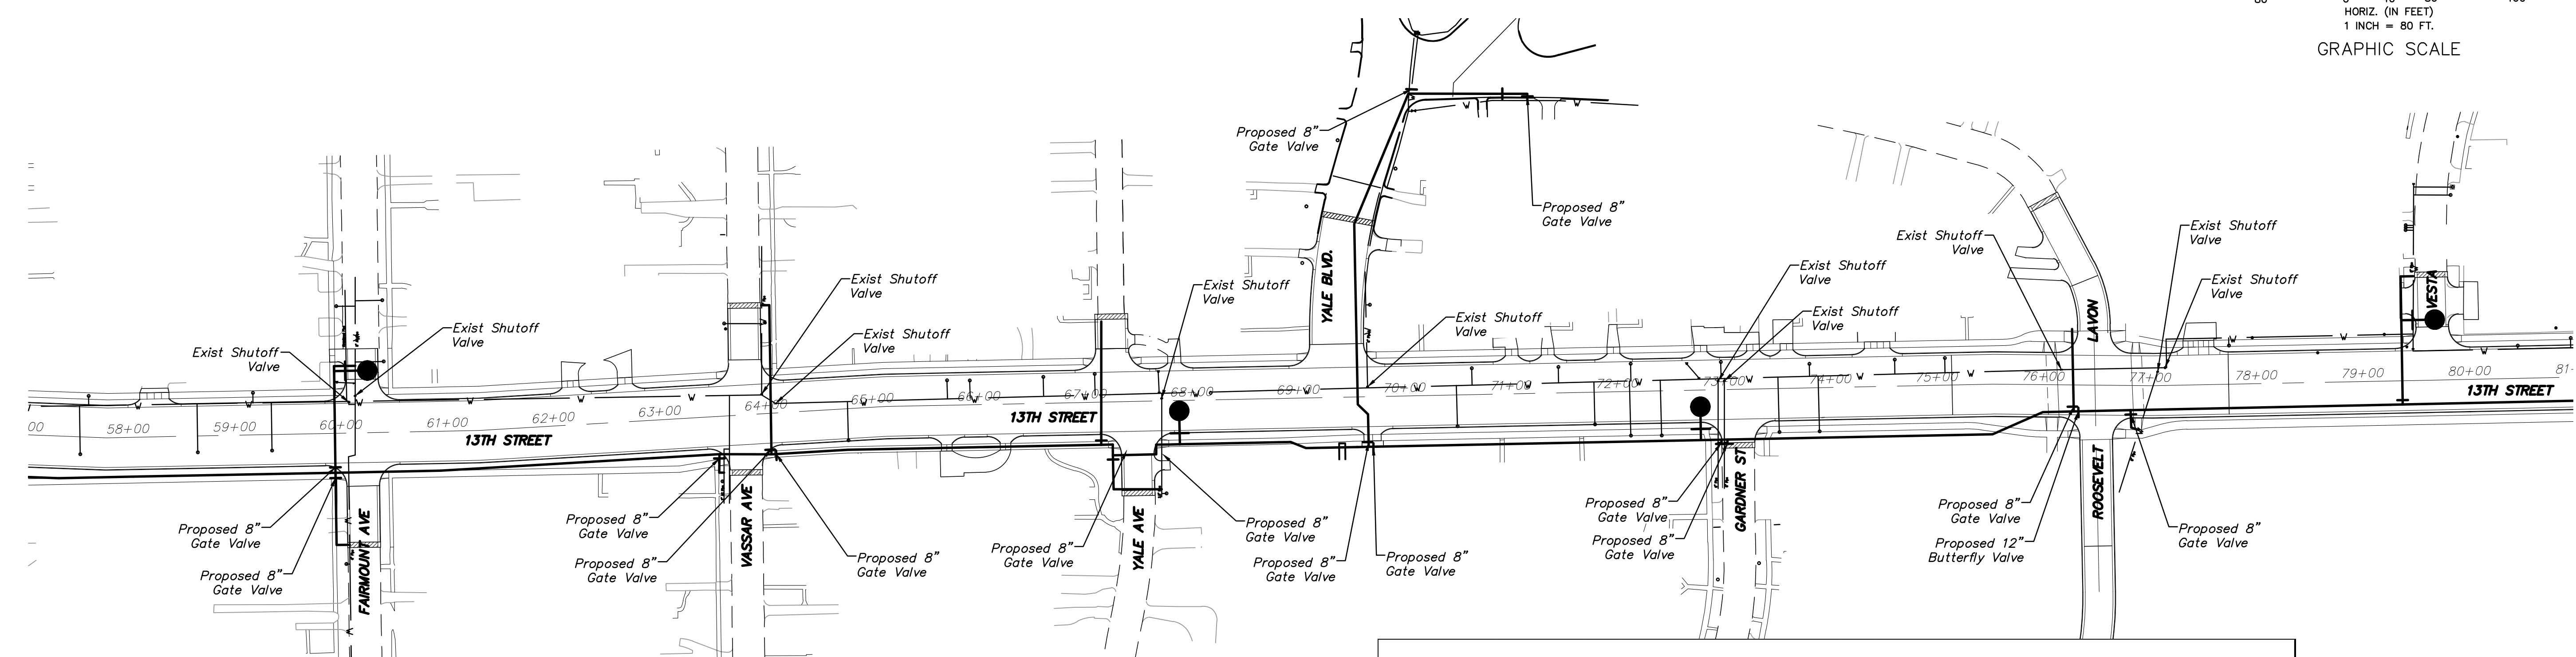 HORIZ. (IN FEET)
1 INCH = 80 FT.
GRAPHIC SCALE
Proposed 8"
Gate Valve
Proposed 8"
Gate Valve
Exist Shutoff
Valve
Exist Shutoff
Valve
Exist Shutoff
Valve
Exist Shutoff
Valve
Exist Shutoff
Valve
Exist Shutoff
Valve
Exist Shutoff
Valve
Exist Shutoff
Valve
Exist Shutoff
Valve
Exist Shutoff
Valve
Exist Shutoff
Valve
Exist Shutoff
Valve
YALE BLVD.
LAVON
VESTA
00
58+00
59+00
60+00
61+00
62+00
63+00
64+00
65+00
66+00
67+00
68+00
69+00
70+00
71+00
72+00
73+00
74+00
75+00
76+00
77+00
78+00
79+00
80+00
81+
13TH STREET
13TH STREET
13TH STREET
FAIRMOUNT AVE
VASSAR AVE
YALE AVE
GARDNER ST
ROOSEVELT
Proposed 8"
Gate Valve
Proposed 8"
Gate Valve
Proposed 8"
Gate Valve
Proposed 8"
Gate Valve
Proposed 8"
Gate Valve
Proposed 8"
Gate Valve
Proposed 8"
Gate Valve
Proposed 8"
Gate Valve
Proposed 8"
Gate Valve
Proposed 8"
Gate Valve
Proposed 8"
Gate Valve
Proposed 8"
Gate Valve
Proposed 12"
Butterfly Valve
Proposed 8"
Gate Valve